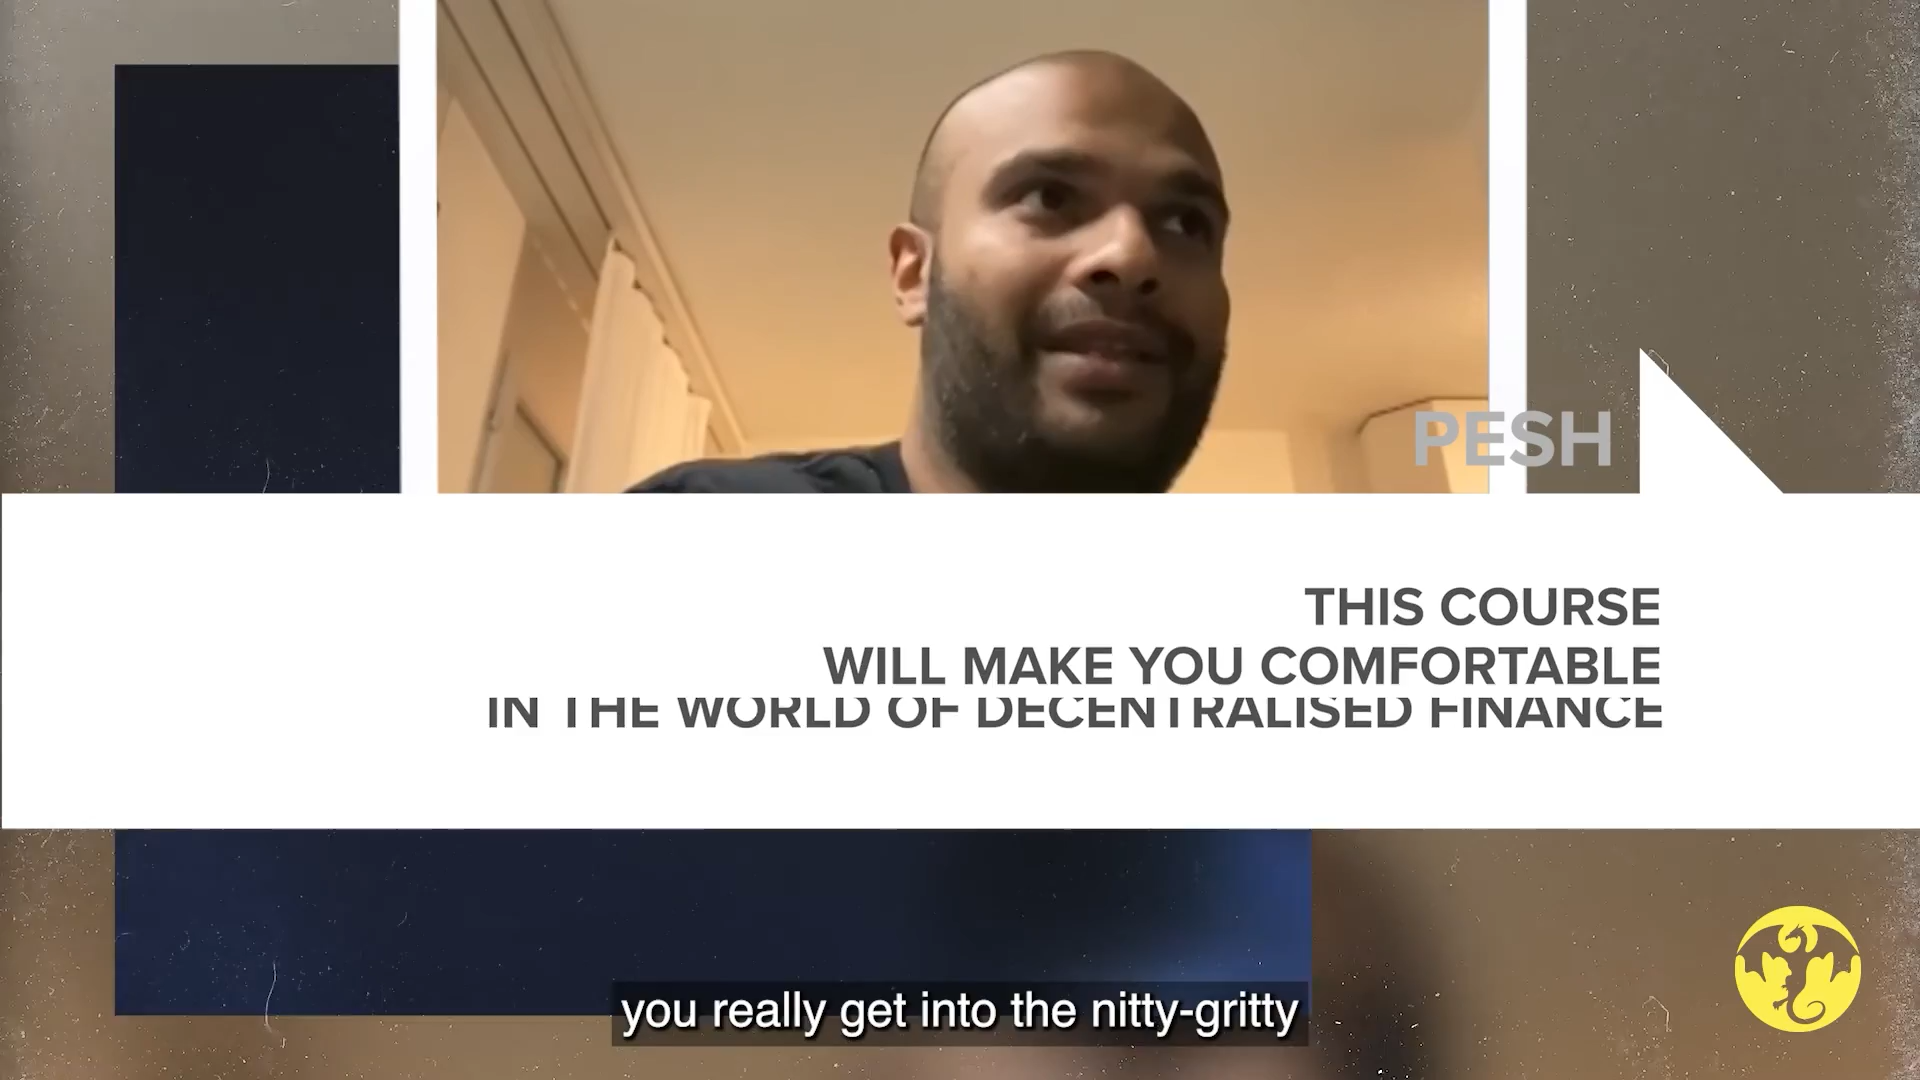 PESH
THIS COURSE
WILL MAKE YOU COMFORTABLE
IN THE WORLD OF DECENTRALISED FINANCE
you really get into the nitty-gritty